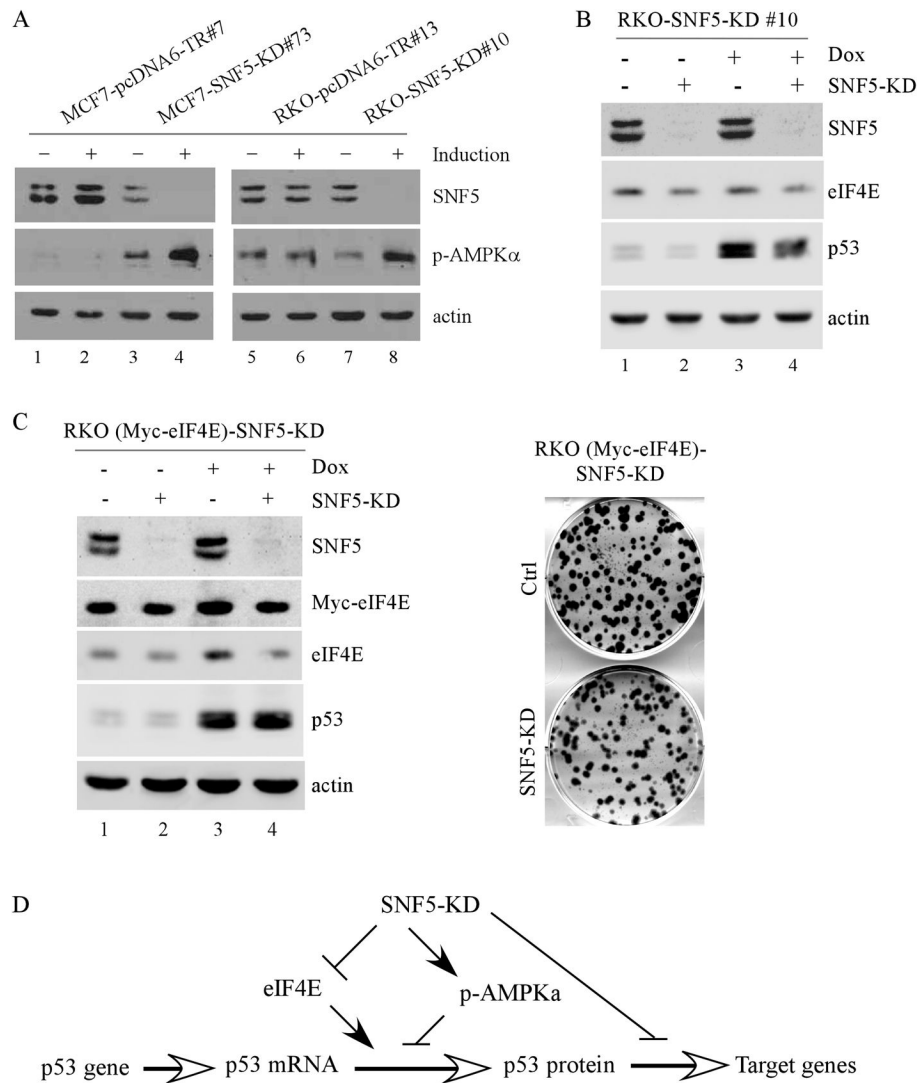 A
MCF7-pcDNA6-TR#7
MCF7-SNF5-KD#73
RKO-pcDNA6-TR#13
RKO-SNF5-KD#10
– + – + – + – + Induction
SNF5
p-AMPKα
actin
1 2 3 4 5 6 7 8
B
RKO-SNF5-KD #10
- - + + Dox
- + - + SNF5-KD
SNF5
eIF4E
p53
actin
1 2 3 4
C
RKO (Myc-eIF4E)-SNF5-KD
- - + + Dox
- + - + SNF5-KD
SNF5
Myc-eIF4E
eIF4E
p53
actin
1 2 3 4
RKO (Myc-eIF4E)-
SNF5-KD
Ctrl
SNF5-KD
D
SNF5-KD
eIF4E p-AMPKa
p53 gene p53 mRNA p53 protein Target genes